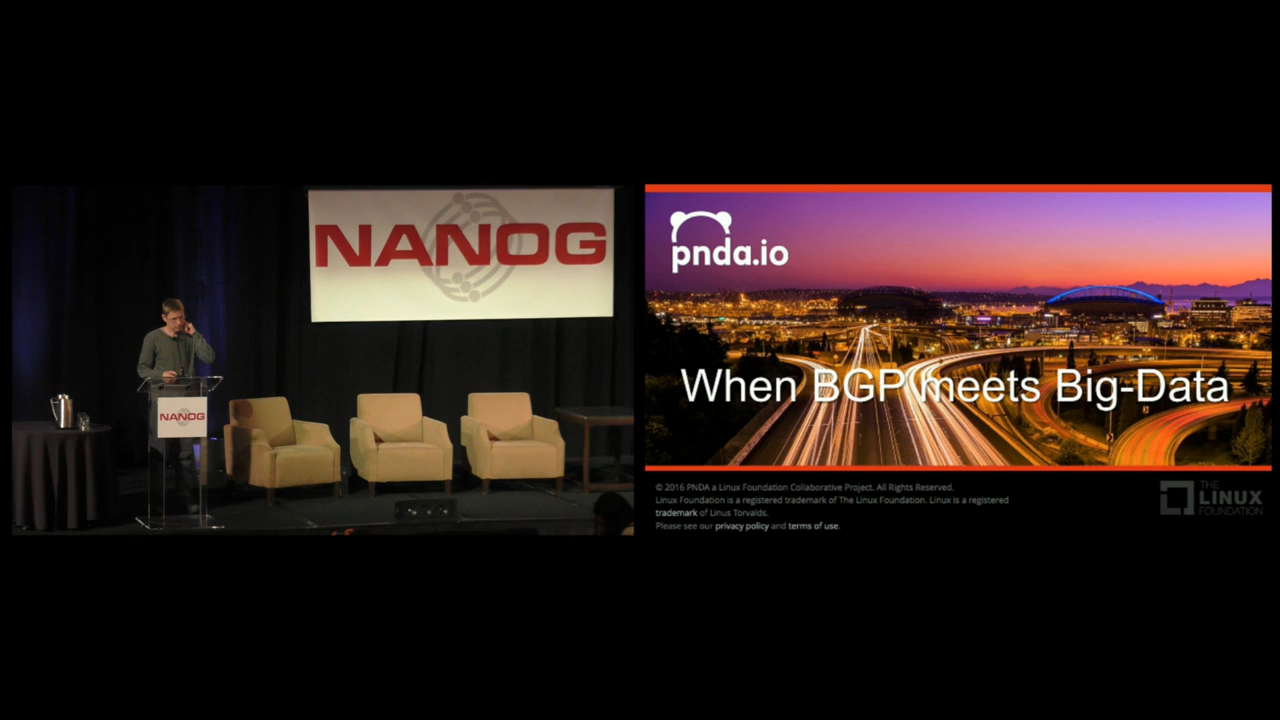 NANOG
NANOG
pnda.io
When BGP meets Big-Data
© 2016 PNDA a Linux Foundation Collaborative Project. All Rights Reserved.
Linux Foundation is a registered trademark of The Linux Foundation. Linux is a registered
trademark of Linus Torvalds.
Please see our privacy policy and terms of use.
THE
LINUX
FOUNDATION